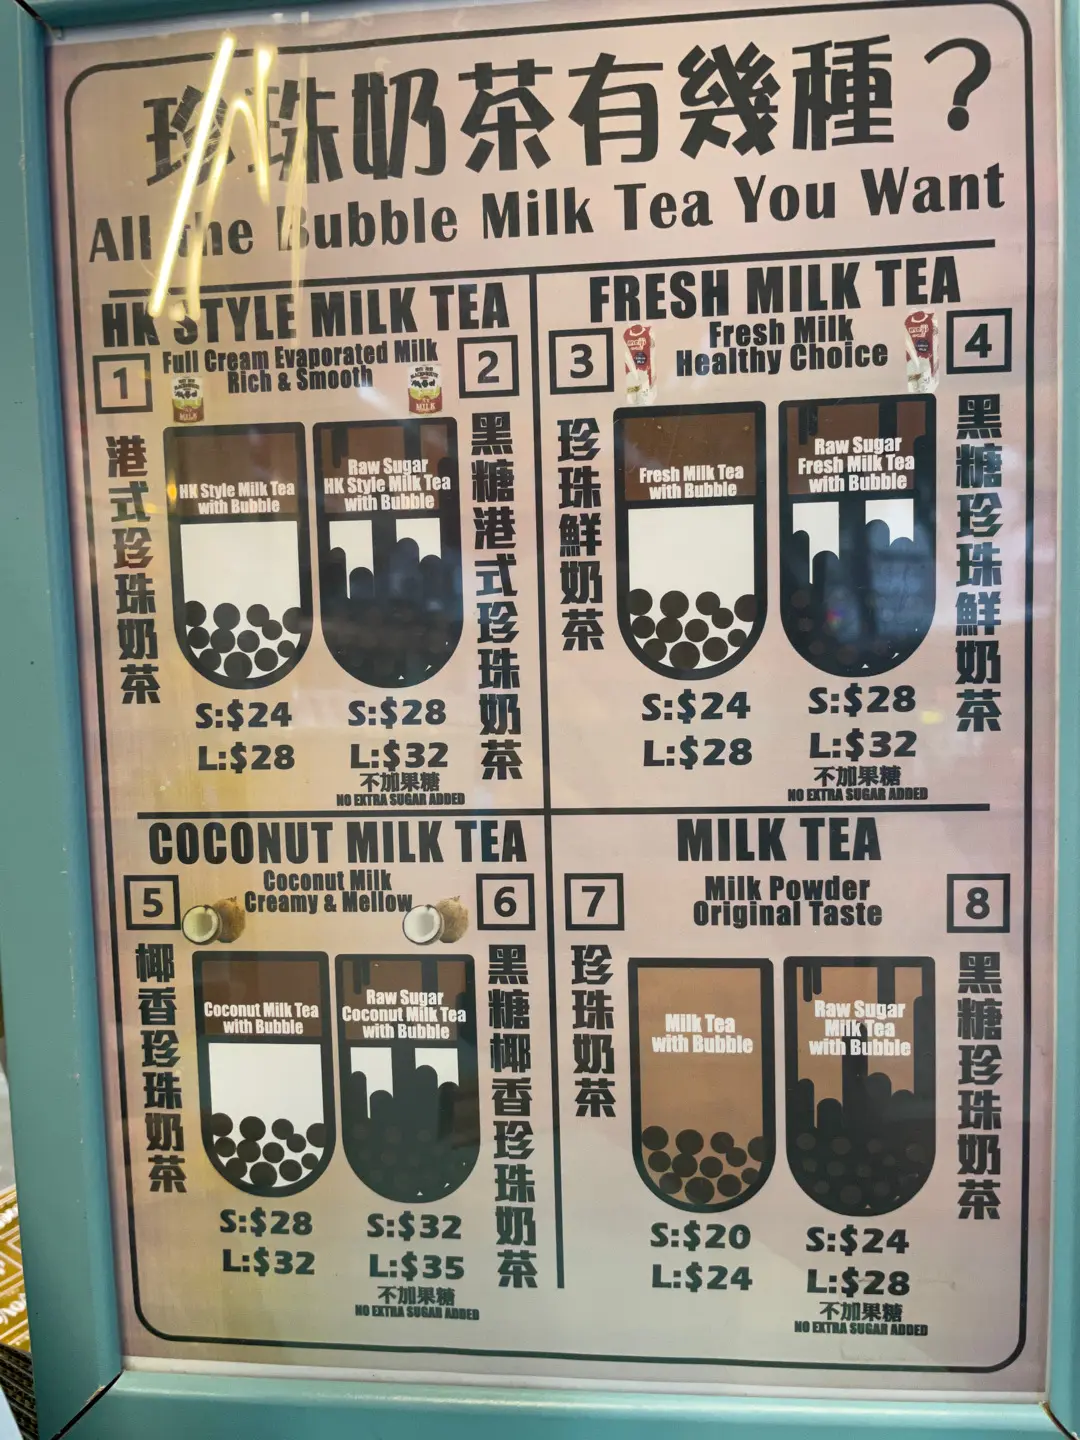 珍珠奶茶有幾種？
All the Bubble Milk Tea You Want
HK STYLE MILK TEA
Full Cream Evaporated Milk
Rich & Smooth
1
2
港式珍珠奶茶
HK Style Milk Tea
with Bubble
S:$24
L:$28
Raw Sugar
HK Style Milk Tea
with Bubble
黑糖港式珍珠奶茶
S:$28
L:$32
不加果糖
NO EXTRA SUGAR ADDED
FRESH MILK TEA
Fresh Milk
Healthy Choice
3
4
珍珠鮮奶茶
Fresh Milk Tea
with Bubble
S:$24
L:$28
Raw Sugar
Fresh Milk Tea
with Bubble
黑糖珍珠鮮奶茶
S:$28
L:$32
不加果糖
NO EXTRA SUGAR ADDED
COCONUT MILK TEA
Coconut Milk
Creamy & Mellow
5
6
椰香珍珠奶茶
Coconut Milk Tea
with Bubble
S:$28
L:$32
Raw Sugar
Coconut Milk Tea
with Bubble
黑糖椰香珍珠奶茶
S:$32
L:$35
不加果糖
NO EXTRA SUGAR ADDED
MILK TEA
Milk Powder
Original Taste
7
8
珍珠奶茶
Milk Tea
with Bubble
S:$20
L:$24
Raw Sugar
Milk Tea
with Bubble
黑糖珍珠奶茶
S:$24
L:$28
不加果糖
NO EXTRA SUGAR ADDED